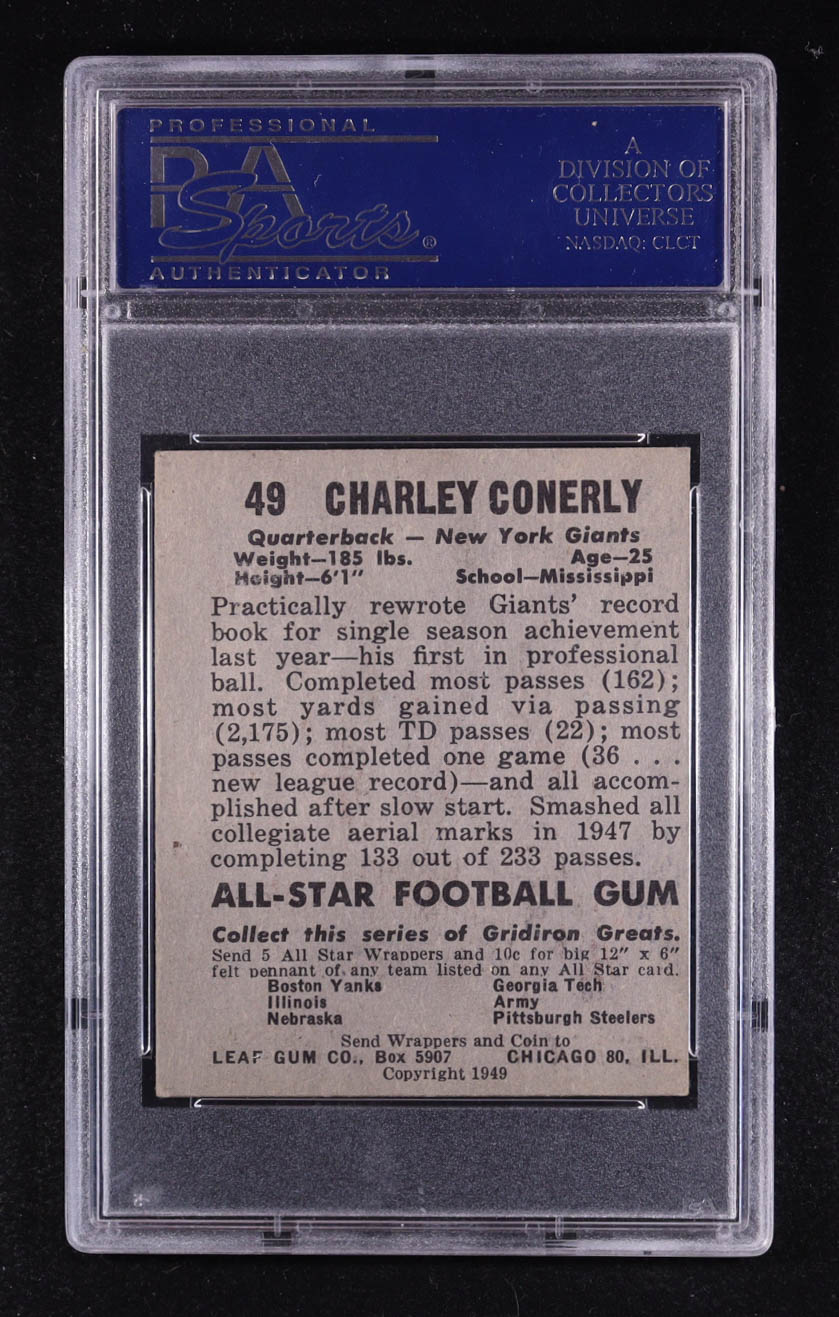 PROFESSIONAL
PSA
Sports®
AUTHENTICATOR
A
DIVISION OF
COLLECTORS
UNIVERSE
NASDAQ: CLCT
49 CHARLEY CONERLY
Quarterback — New York Giants
Weight—185 lbs. Age—25
Height—6'1" School—Mississippi
Practically rewrote Giants' record
book for single season achievement
last year—his first in professional
ball. Completed most passes (162);
most yards gained via passing
(2,175); most TD passes (22); most
passes completed one game (36 . . .
new league record)—and all accom-
plished after slow start. Smashed all
collegiate aerial marks in 1947 by
completing 133 out of 233 passes.
ALL-STAR FOOTBALL GUM
Collect this series of Gridiron Greats.
Send 5 All Star Wrappers and 10c for big 12" x 6"
felt pennant of any team listed on any All Star card.
Boston Yanks Georgia Tech
Illinois Army
Nebraska Pittsburgh Steelers
Send Wrappers and Coin to
LEAF GUM CO., Box 5907 CHICAGO 80, ILL.
Copyright 1949